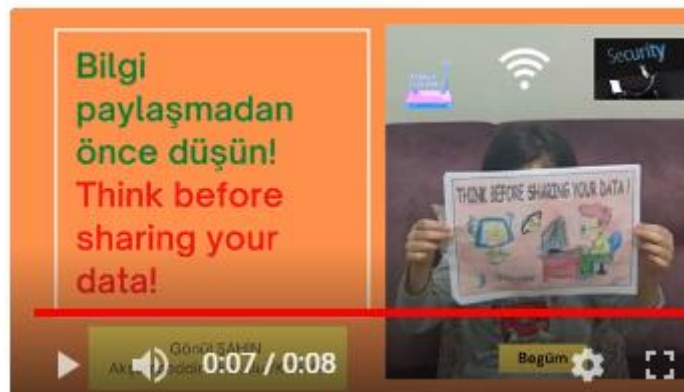 Bilgi
paylaşmadan
önce düşün!
Think before
sharing your
data!
Security
THINK BEFORE SHARING YOUR DATA !
Gönül ŞAHİN
0:07 / 0:08
Begüm